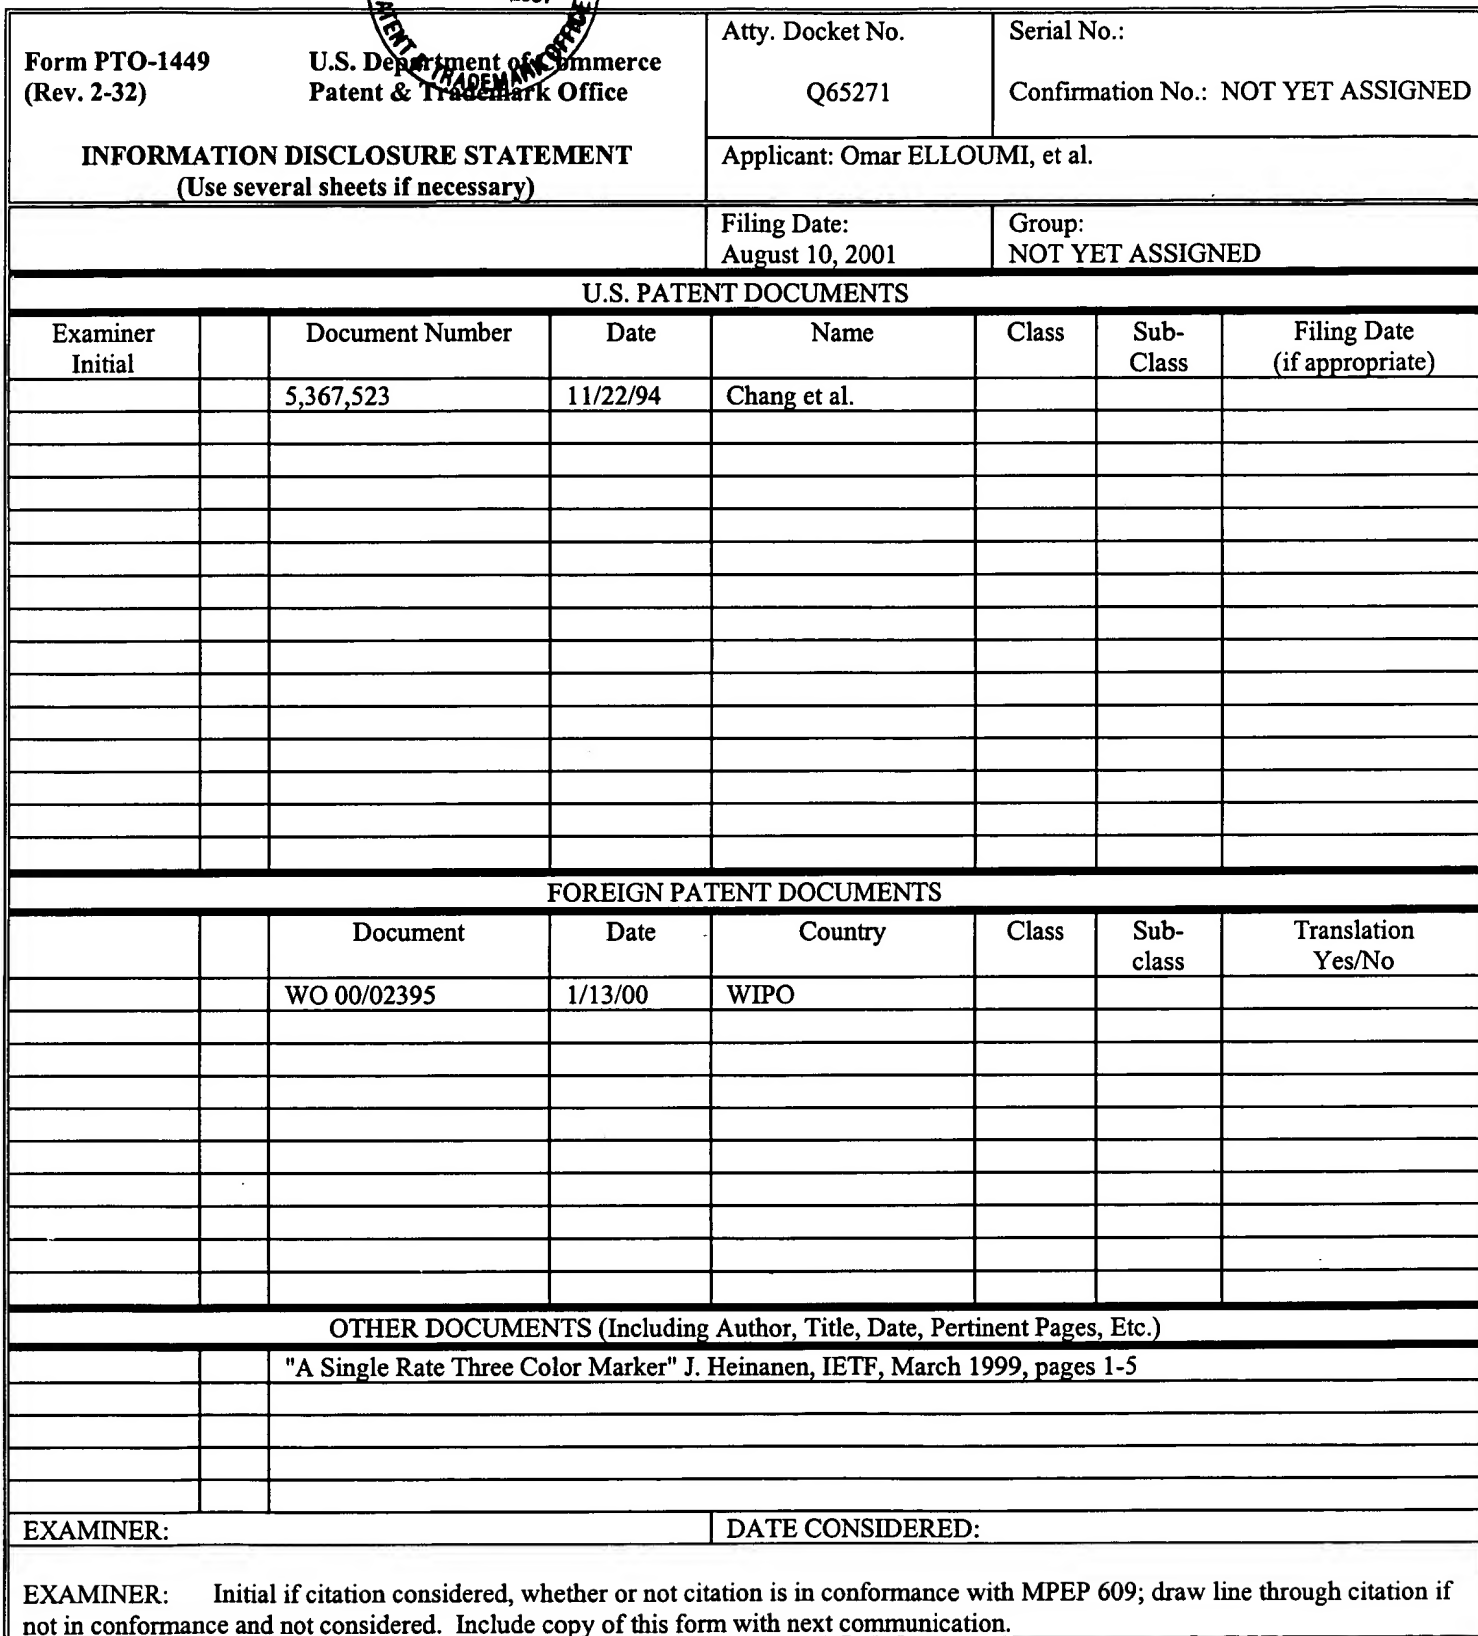 Form PTO-1449 U.S. Department of Commerce
(Rev. 2-32) Patent & Trademark Office
INFORMATION DISCLOSURE STATEMENT
(Use several sheets if necessary)
Atty. Docket No.
Q65271
Serial No.:
Confirmation No.: NOT YET ASSIGNED
Applicant: Omar ELLOUMI, et al.
Filing Date:
August 10, 2001
Group:
NOT YET ASSIGNED
U.S. PATENT DOCUMENTS
Examiner Initial Document Number Date Name Class Sub-Class Filing Date (if appropriate)
5,367,523 11/22/94 Chang et al.
FOREIGN PATENT DOCUMENTS
Document Date Country Class Sub-class Translation Yes/No
WO 00/02395 1/13/00 WIPO
OTHER DOCUMENTS (Including Author, Title, Date, Pertinent Pages, Etc.)
"A Single Rate Three Color Marker" J. Heinanen, IETF, March 1999, pages 1-5
EXAMINER: DATE CONSIDERED:
EXAMINER: Initial if citation considered, whether or not citation is in conformance with MPEP 609; draw line through citation if
not in conformance and not considered. Include copy of this form with next communication.